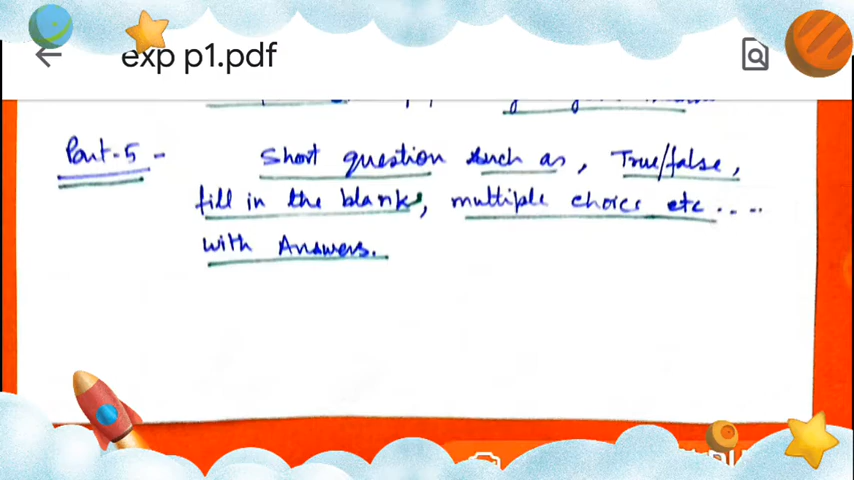 exp p1.pdf
Part-5 - Short question such as, True/false,
fill in the blanks, multiple choice etc....
with Answers.